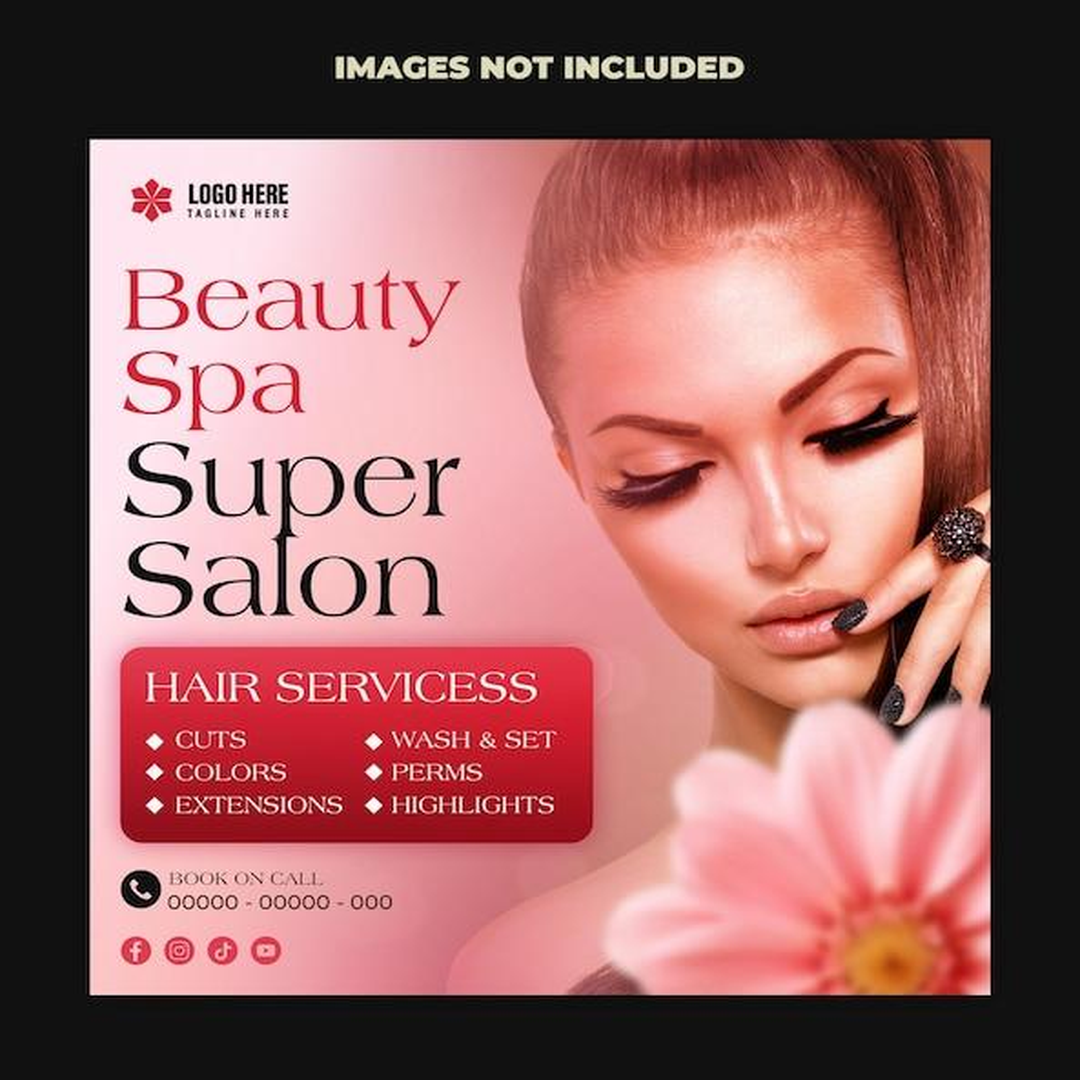 IMAGES NOT INCLUDED
LOGO HERE
TAGLINE HERE
Beauty
Spa
Super
Salon
HAIR SERVICESS
CUTS
WASH & SET
COLORS
PERMS
EXTENSIONS
HIGHLIGHTS
BOOK ON CALL
00000 - 00000 - 000